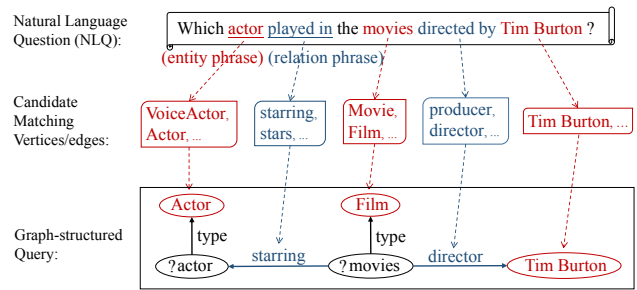 Natural Language
Question (NLQ):
Which actor played in the movies directed by Tim Burton ?
(entity phrase) (relation phrase)
Candidate
Matching
Vertices/edges:
VoiceActor,
Actor, ...
starring,
stars, ...
Movie,
Film, ...
producer,
director, ...
Tim Burton, ...
Graph-structured
Query:
Actor
Film
type
type
?actor
starring
?movies
director
Tim Burton